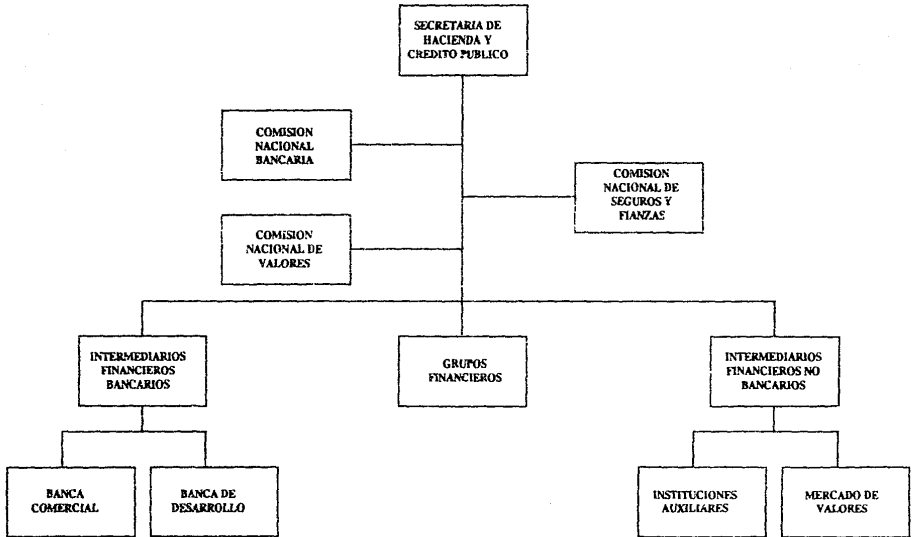 SECRETARIA DE
HACIENDA Y
CREDITO PUBLICO
COMISION
NACIONAL
BANCARIA
COMISION
NACIONAL DE
SEGUROS Y
FIANZAS
COMISION
NACIONAL DE
VALORES
INTERMEDIARIOS
FINANCIEROS
BANCARIOS
GRUPOS
FINANCIEROS
INTERMEDIARIOS
FINANCIEROS NO
BANCARIOS
BANCA
COMERCIAL
BANCA DE
DESARROLLO
INSTITUCIONES
AUXILIARES
MERCADO DE
VALORES